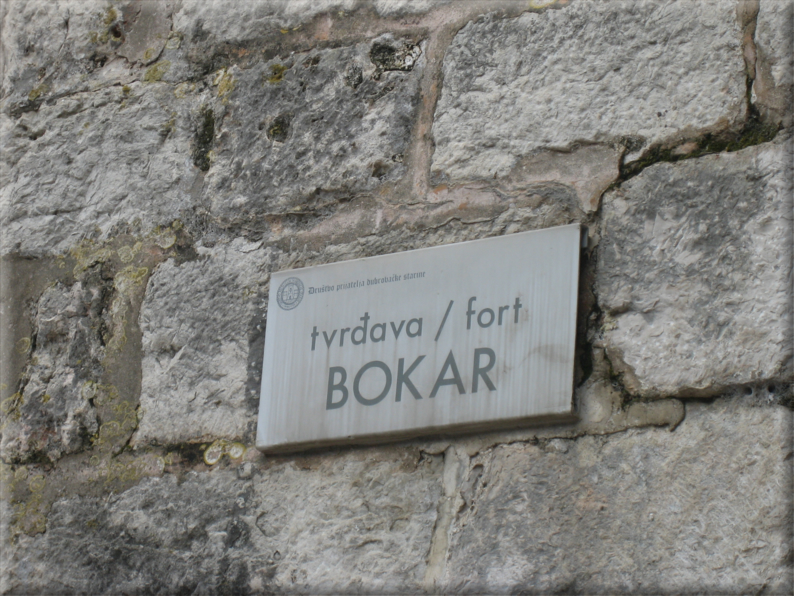 Društvo prijatelja dubrovačke starine
tvrđava / fort
BOKAR